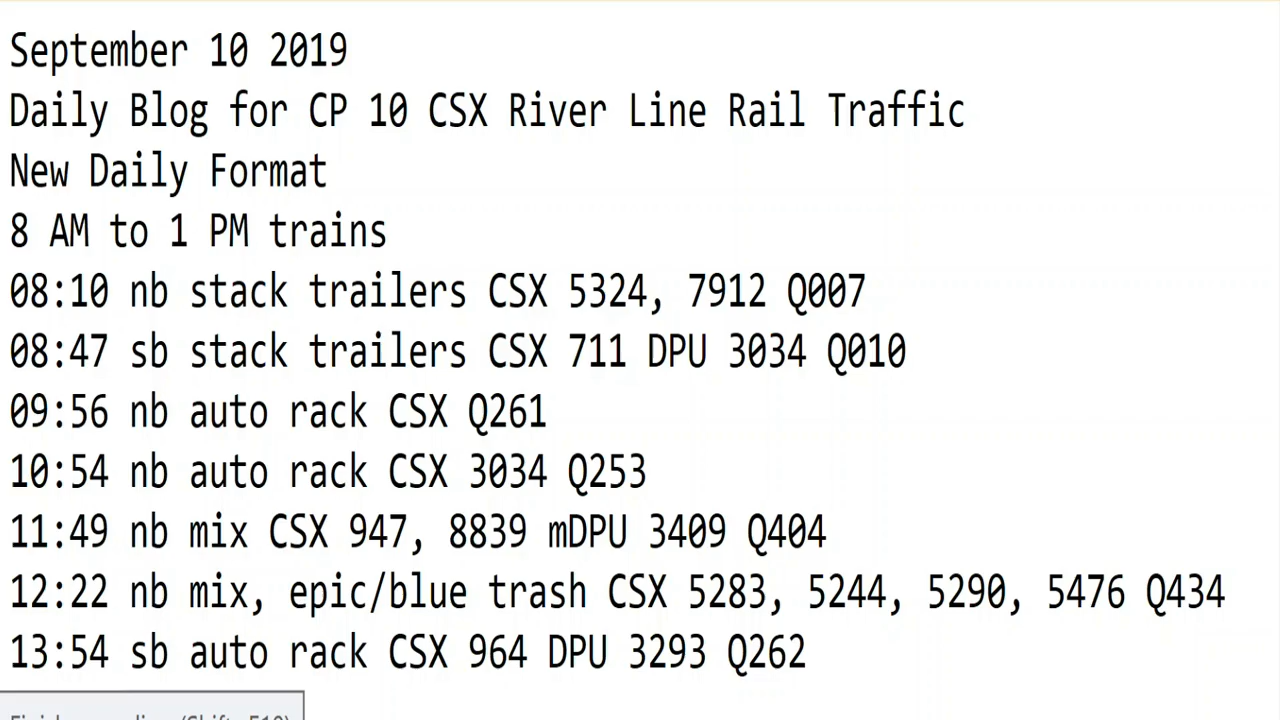 September 10 2019
Daily Blog for CP 10 CSX River Line Rail Traffic
New Daily Format
8 AM to 1 PM trains
08:10 nb stack trailers CSX 5324, 7912 Q007
08:47 sb stack trailers CSX 711 DPU 3034 Q010
09:56 nb auto rack CSX Q261
10:54 nb auto rack CSX 3034 Q253
11:49 nb mix CSX 947, 8839 mDPU 3409 Q404
12:22 nb mix, epic/blue trash CSX 5283, 5244, 5290, 5476 Q434
13:54 sb auto rack CSX 964 DPU 3293 Q262